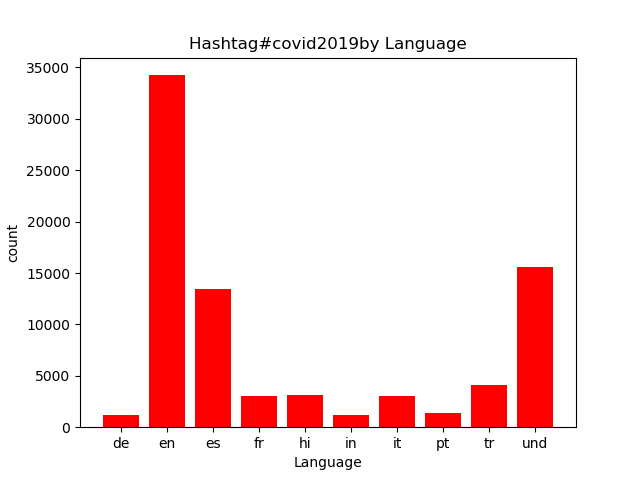 Hashtag#covid2019by Language
35000
30000
25000
20000
15000
10000
5000
0
count
de en es fr hi in it pt tr und
Language